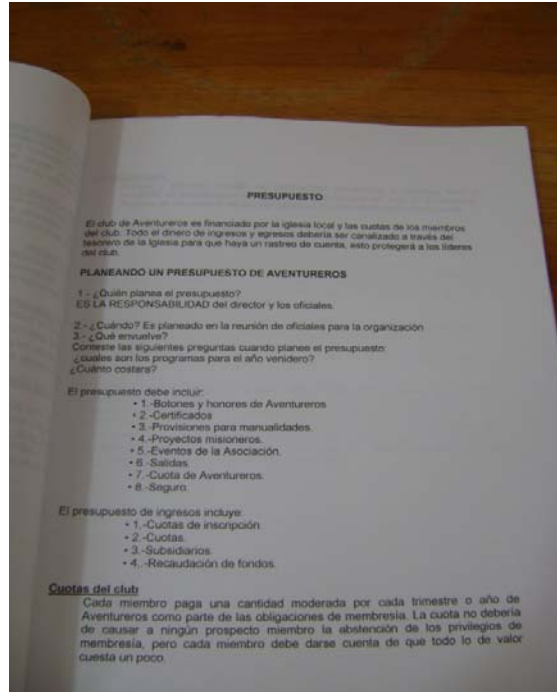 PRESUPUESTO
El club de Aventureros es financiado por la iglesia local y las cuotas de los miembros
del club. Todo el dinero de ingresos y egresos debería ser canalizado a través del
tesorero de la Iglesia para que haya un rastreo de cuenta, esto protegerá a los líderes
del club.
PLANEANDO UN PRESUPUESTO DE AVENTUREROS
1.- ¿Quién planea el presupuesto?
ES LA RESPONSABILIDAD del director y los oficiales.
2.- ¿Cuándo? Es planeado en la reunión de oficiales para la organización
3.- ¿Qué envuelve?
Conteste las siguientes preguntas cuando planee el presupuesto:
¿cuales son los programas para el año venidero?
¿Cuánto costara?
El presupuesto debe incluir:
• 1.-Botones y honores de Aventureros
• 2.-Certificados
• 3.-Provisiones para manualidades.
• 4.-Proyectos misioneros.
• 5.-Eventos de la Asociación.
• 6.-Salidas.
• 7.-Cuota de Aventureros.
• 8.-Seguro.
El presupuesto de ingresos incluye:
• 1.-Cuotas de inscripción.
• 2.-Cuotas.
• 3.-Subsidiarios.
• 4.-Recaudación de fondos.
Cuotas del club
Cada miembro paga una cantidad moderada por cada trimestre o año de
Aventureros como parte de las obligaciones de membresía. La cuota no debería
de causar a ningún prospecto miembro la abstención de los privilegios de
membresía, pero cada miembro debe darse cuenta de que todo lo de valor
cuesta un poco.